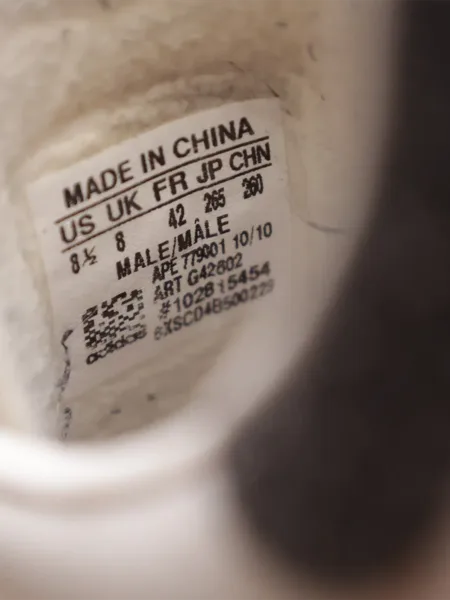 MADE IN CHINA
US UK FR JP CHN
8½ 8 42 265 260
MALE/MÂLE
APE 779001 10/10
ART G42602
#102815454
adidas